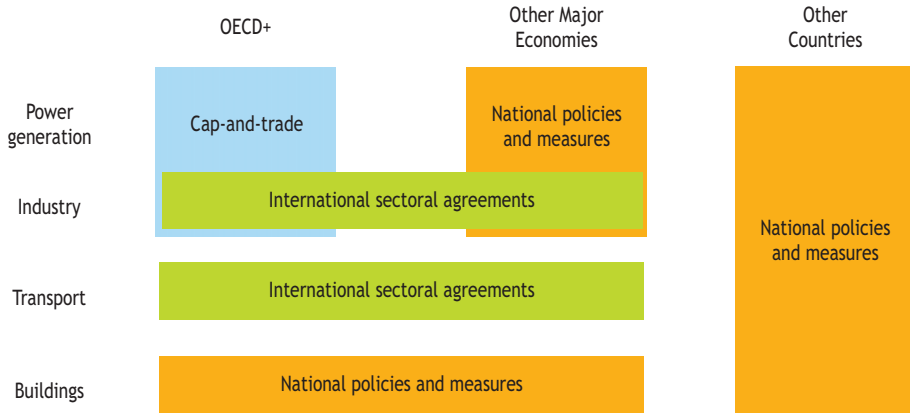 OECD+
Other Major
Economies
Other
Countries
Power
generation
Cap-and-trade
National policies
and measures
Industry
International sectoral agreements
National policies
and measures
Transport
International sectoral agreements
Buildings
National policies and measures